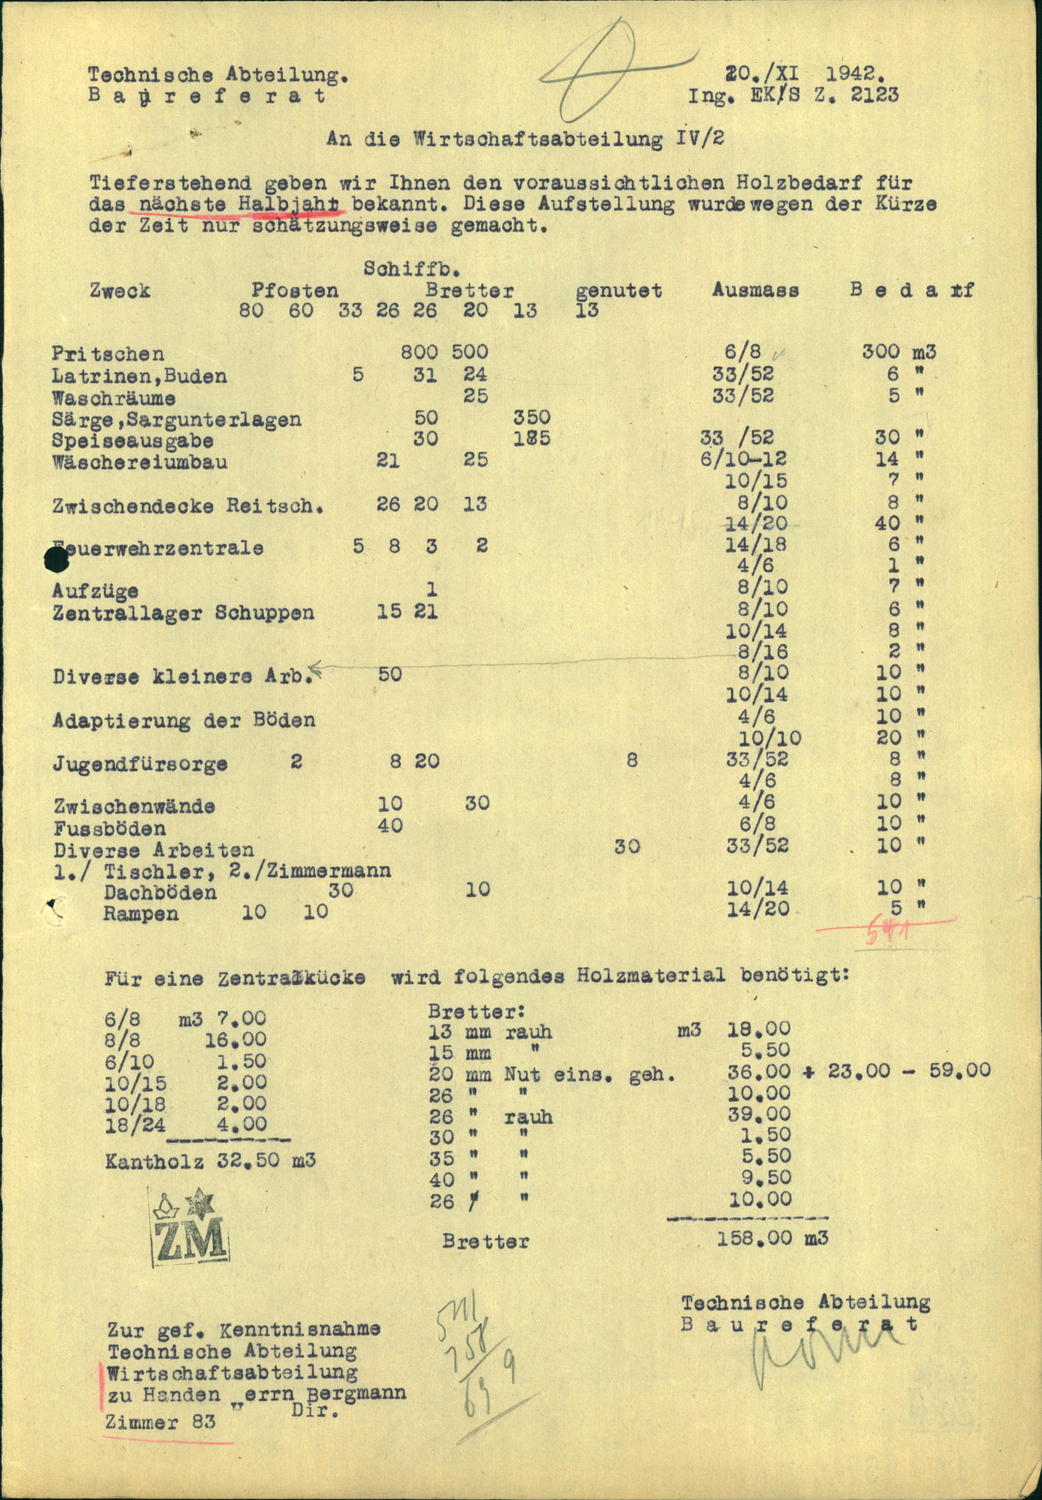 Technische Abteilung. 20./XI 1942.
Baureferat Ing. EK/S Z. 2123
An die Wirtschaftsabteilung IV/2
Tieferstehend geben wir Ihnen den voraussichtlichen Holzbedarf für
das nächste Halbjaht bekannt. Diese Aufstellung wurdewegen der Kürze
der Zeit nur schätzungsweise gemacht.
Schiffb.
Zweck Pfosten Bretter genutet Ausmass Bedarf
80 60 33 26 26 20 13 13
Pritschen 800 500 6/8 300 m3
Latrinen,Buden 5 31 24 33/52 6 "
Waschräume 25 33/52 5 "
Särge,Sargunterlagen 50 350
Speiseausgabe 30 185 33 /52 30 "
Wäschereiumbau 21 25 6/10-12 14 "
10/15 7 "
Zwischendecke Reitsch. 26 20 13 8/10 8 "
14/20 40 "
Feuerwehrzentrale 5 8 3 2 14/18 6 "
4/6 1 "
Aufzüge 1 8/10 7 "
Zentrallager Schuppen 15 21 8/10 6 "
10/14 8 "
8/16 2 "
Diverse kleinere Arb. 50 8/10 10 "
10/14 10 "
Adaptierung der Böden 4/6 10 "
10/10 20 "
Jugendfürsorge 2 8 20 8 33/52 8 "
4/6 8 "
Zwischenwände 10 30 4/6 10 "
Fussböden 40 6/8 10 "
Diverse Arbeiten 30 33/52 10 "
1./ Tischler, 2./Zimmermann
Dachböden 30 10 10/14 10 "
Rampen 10 10 14/20 5 "
541
Für eine Zentralkücke wird folgendes Holzmaterial benötigt:
Bretter:
6/8 m3 7.00 13 mm rauh m3 18.00
8/8 16.00 15 mm " 5.50
6/10 1.50 20 mm Nut eins. geh. 36.00 + 23.00 - 59.00
10/15 2.00 26 " " 10.00
10/18 2.00 26 " rauh 39.00
18/24 4.00 30 " " 1.50
Kantholz 32.50 m3 35 " " 5.50
40 " " 9.50
26 " " 10.00
ZM
Bretter 158.00 m3
Technische Abteilung
Baureferat
541
158
699
Zur gef. Kenntnisnahme
Technische Abteilung
Wirtschaftsabteilung
zu Handen "errn Bergmann
Dir.
Zimmer 83